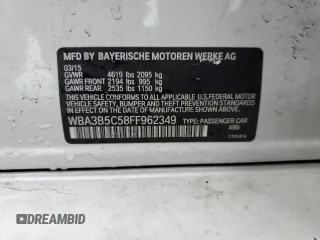 MFD BY BAYERISCHE MOTOREN WERKE AG
03/15
GVWR 4619 lbs 2095 kg
GAWR FRONT 2194 lbs 995 kg
GAWR REAR 2535 lbs 1150 kg
THIS VEHICLE CONFORMS TO ALL APPLICABLE U.S. FEDERAL MOTOR
VEHICLE SAFETY, BUMPER, AND THEFT PREVENTION STANDARDS IN
EFFECT ON THE DATE OF MANUFACTURE SHOWN ABOVE.
WBA3B5C58FF962349 TYPE: PASSENGER CAR
DREAMBID
DREAMBID